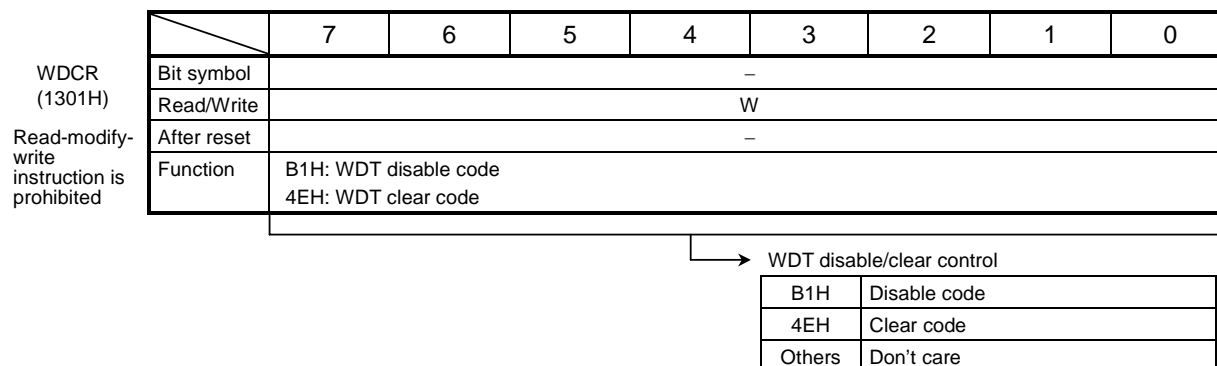 7 6 5 4 3 2 1 0
WDCR
(1301H)
Read-modify-
write
instruction is
prohibited
Bit symbol –
Read/Write W
After reset –
Function B1H: WDT disable code
4EH: WDT clear code
WDT disable/clear control
B1H Disable code
4EH Clear code
Others Don't care